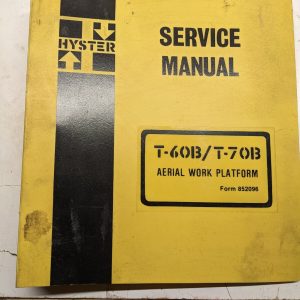 HYSTER
SERVICE
MANUAL
T-60B/T-70B
AERIAL WORK PLATFORM
Form 852096